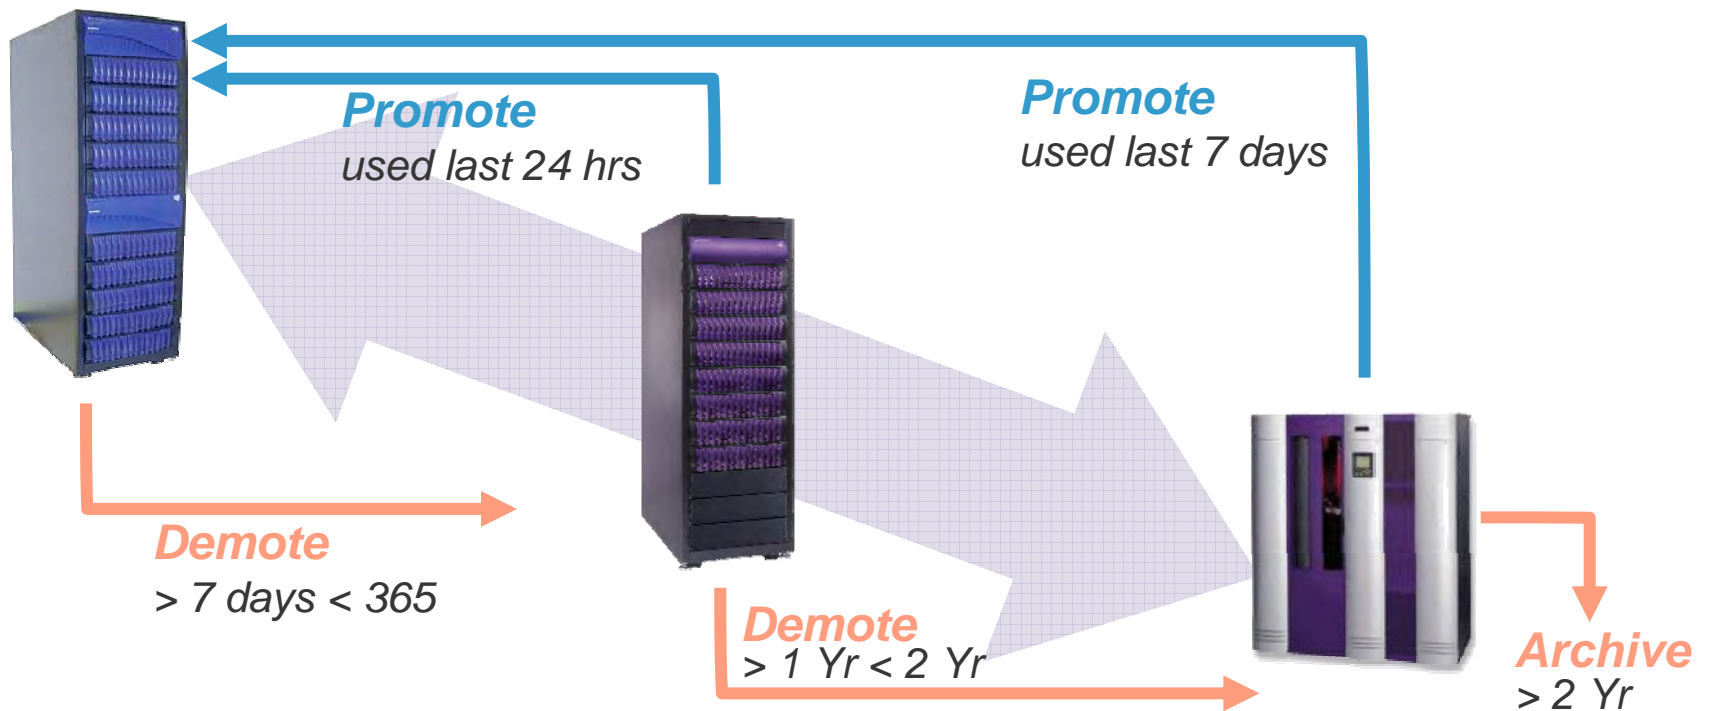 Promote
used last 24 hrs
Promote
used last 7 days
Demote
> 7 days < 365
Demote
> 1 Yr < 2 Yr
Archive
> 2 Yr